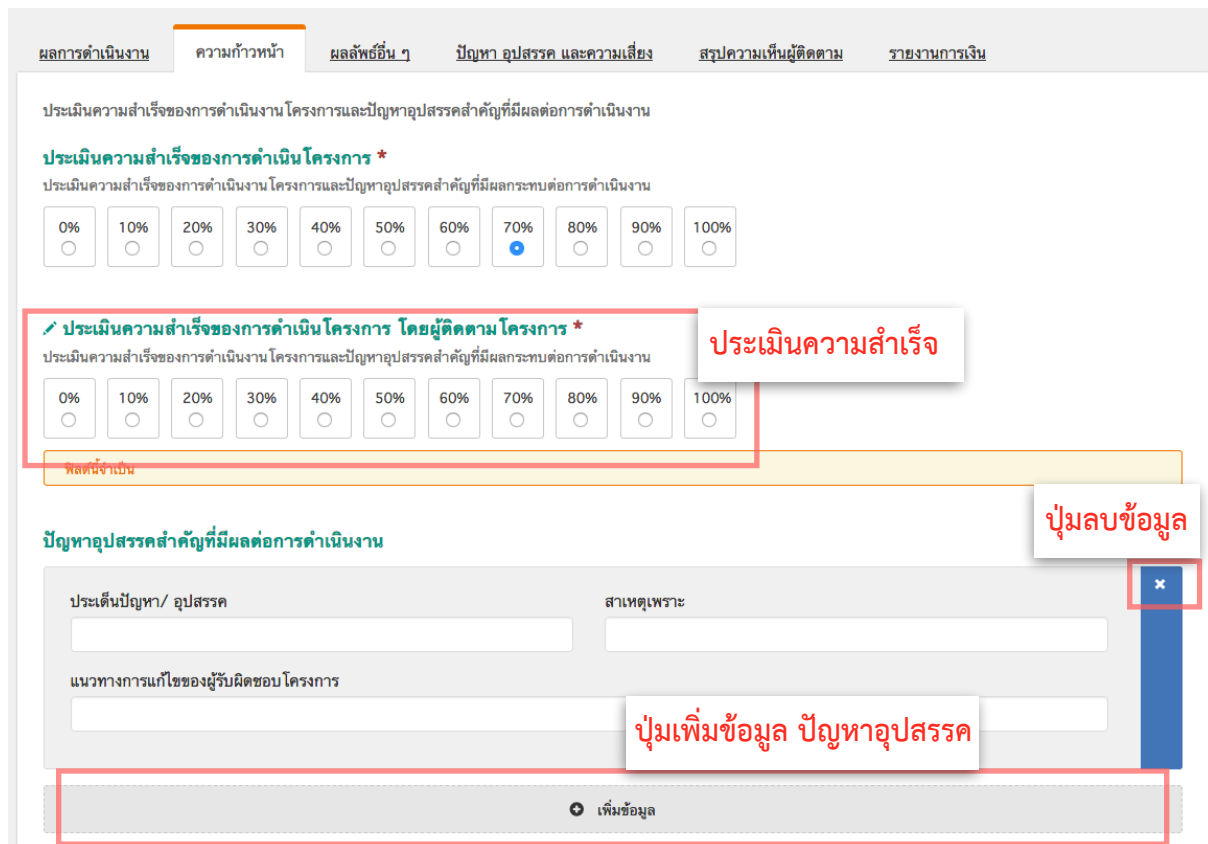 ผลการดำเนินงาน ความก้าวหน้า ผลลัพธ์อื่น ๆ ปัญหา อุปสรรค และความเสี่ยง สรุปความเห็นผู้ติดตาม รายงานการเงิน
ประเมินความสำเร็จของการดำเนินงานโครงการและปัญหาอุปสรรคสำคัญที่มีผลต่อการดำเนินงาน
ประเมินความสำเร็จของการดำเนินโครงการ *
ประเมินความสำเร็จของการดำเนินงานโครงการและปัญหาอุปสรรคสำคัญที่มีผลกระทบต่อการดำเนินงาน
0% 10% 20% 30% 40% 50% 60% 70% 80% 90% 100%
ประเมินความสำเร็จของการดำเนินโครงการ โดยผู้ติดตามโครงการ *
ประเมินความสำเร็จ
ประเมินความสำเร็จของการดำเนินงานโครงการและปัญหาอุปสรรคสำคัญที่มีผลกระทบต่อการดำเนินงาน
0% 10% 20% 30% 40% 50% 60% 70% 80% 90% 100%
ฟิลด์นี้จำเป็น
ปุ่มลบข้อมูล
ปัญหาอุปสรรคสำคัญที่มีผลต่อการดำเนินงาน
ประเด็นปัญหา/ อุปสรรค สาเหตุเพราะ
แนวทางการแก้ไขของผู้รับผิดชอบโครงการ
ปุ่มเพิ่มข้อมูล ปัญหาอุปสรรค
เพิ่มข้อมูล